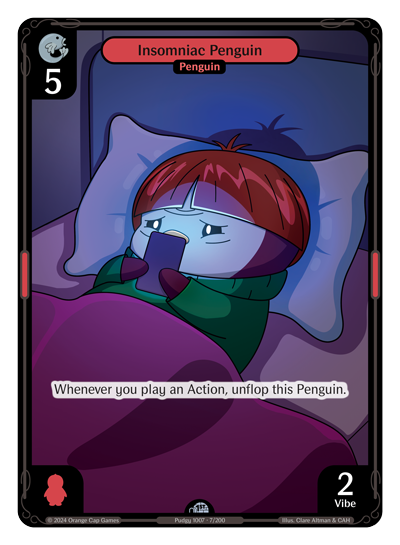 Insomniac Penguin
Penguin
5
Whenever you play an Action, unflop this Penguin.
2
Vibe
© 2024 Orange Cap Games
Pudgy 1007 · 7/200
Illus. Clare Altman & CAH